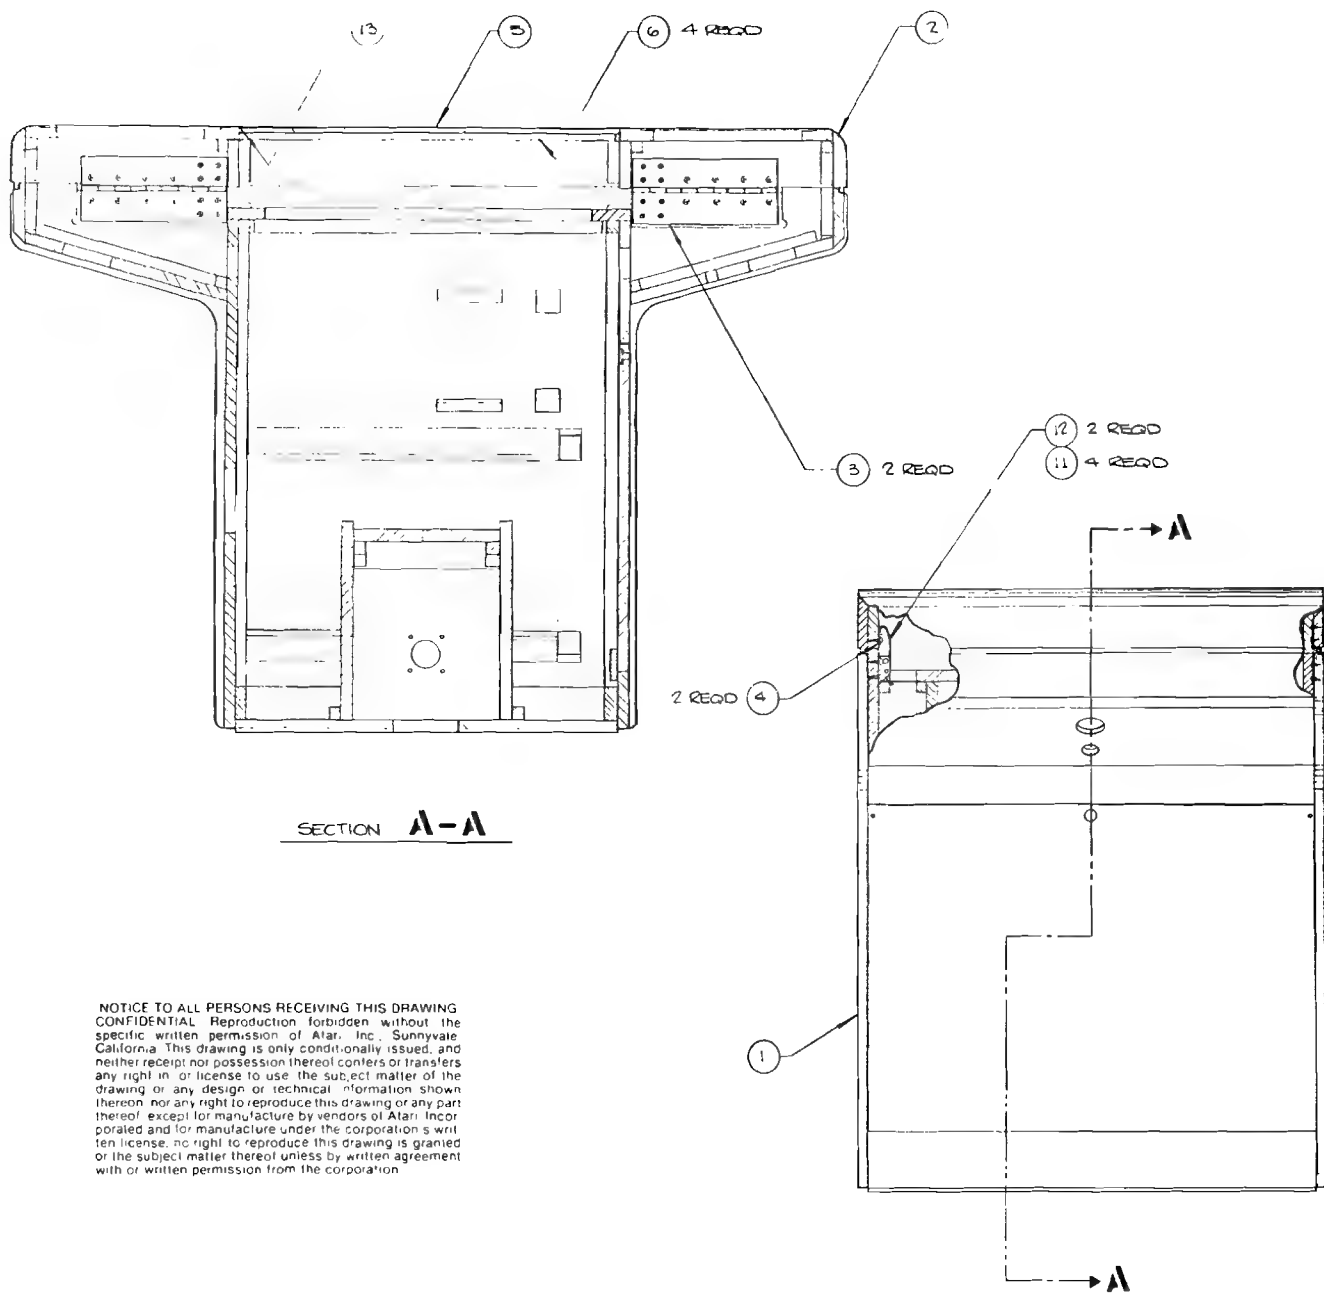 13
5
6 4 REQD
2
12 2 REQD
11 4 REQD
3 2 REQD
A
2 REQD 4
SECTION A-A
1
NOTICE TO ALL PERSONS RECEIVING THIS DRAWING
CONFIDENTIAL Reproduction forbidden without the
specific written permission of Atari, Inc., Sunnyvale
California This drawing is only conditionally issued, and
neither receipt nor possession thereof confers or transfers
any right in or license to use the subject matter of the
drawing or any design or technical information shown
thereon nor any right to reproduce this drawing or any part
thereof except for manufacture by vendors of Atari Incor
porated and for manufacture under the corporation s writ
ten license, no right to reproduce this drawing is granted
or the subject matter thereof unless by written agreement
with or written permission from the corporation
A